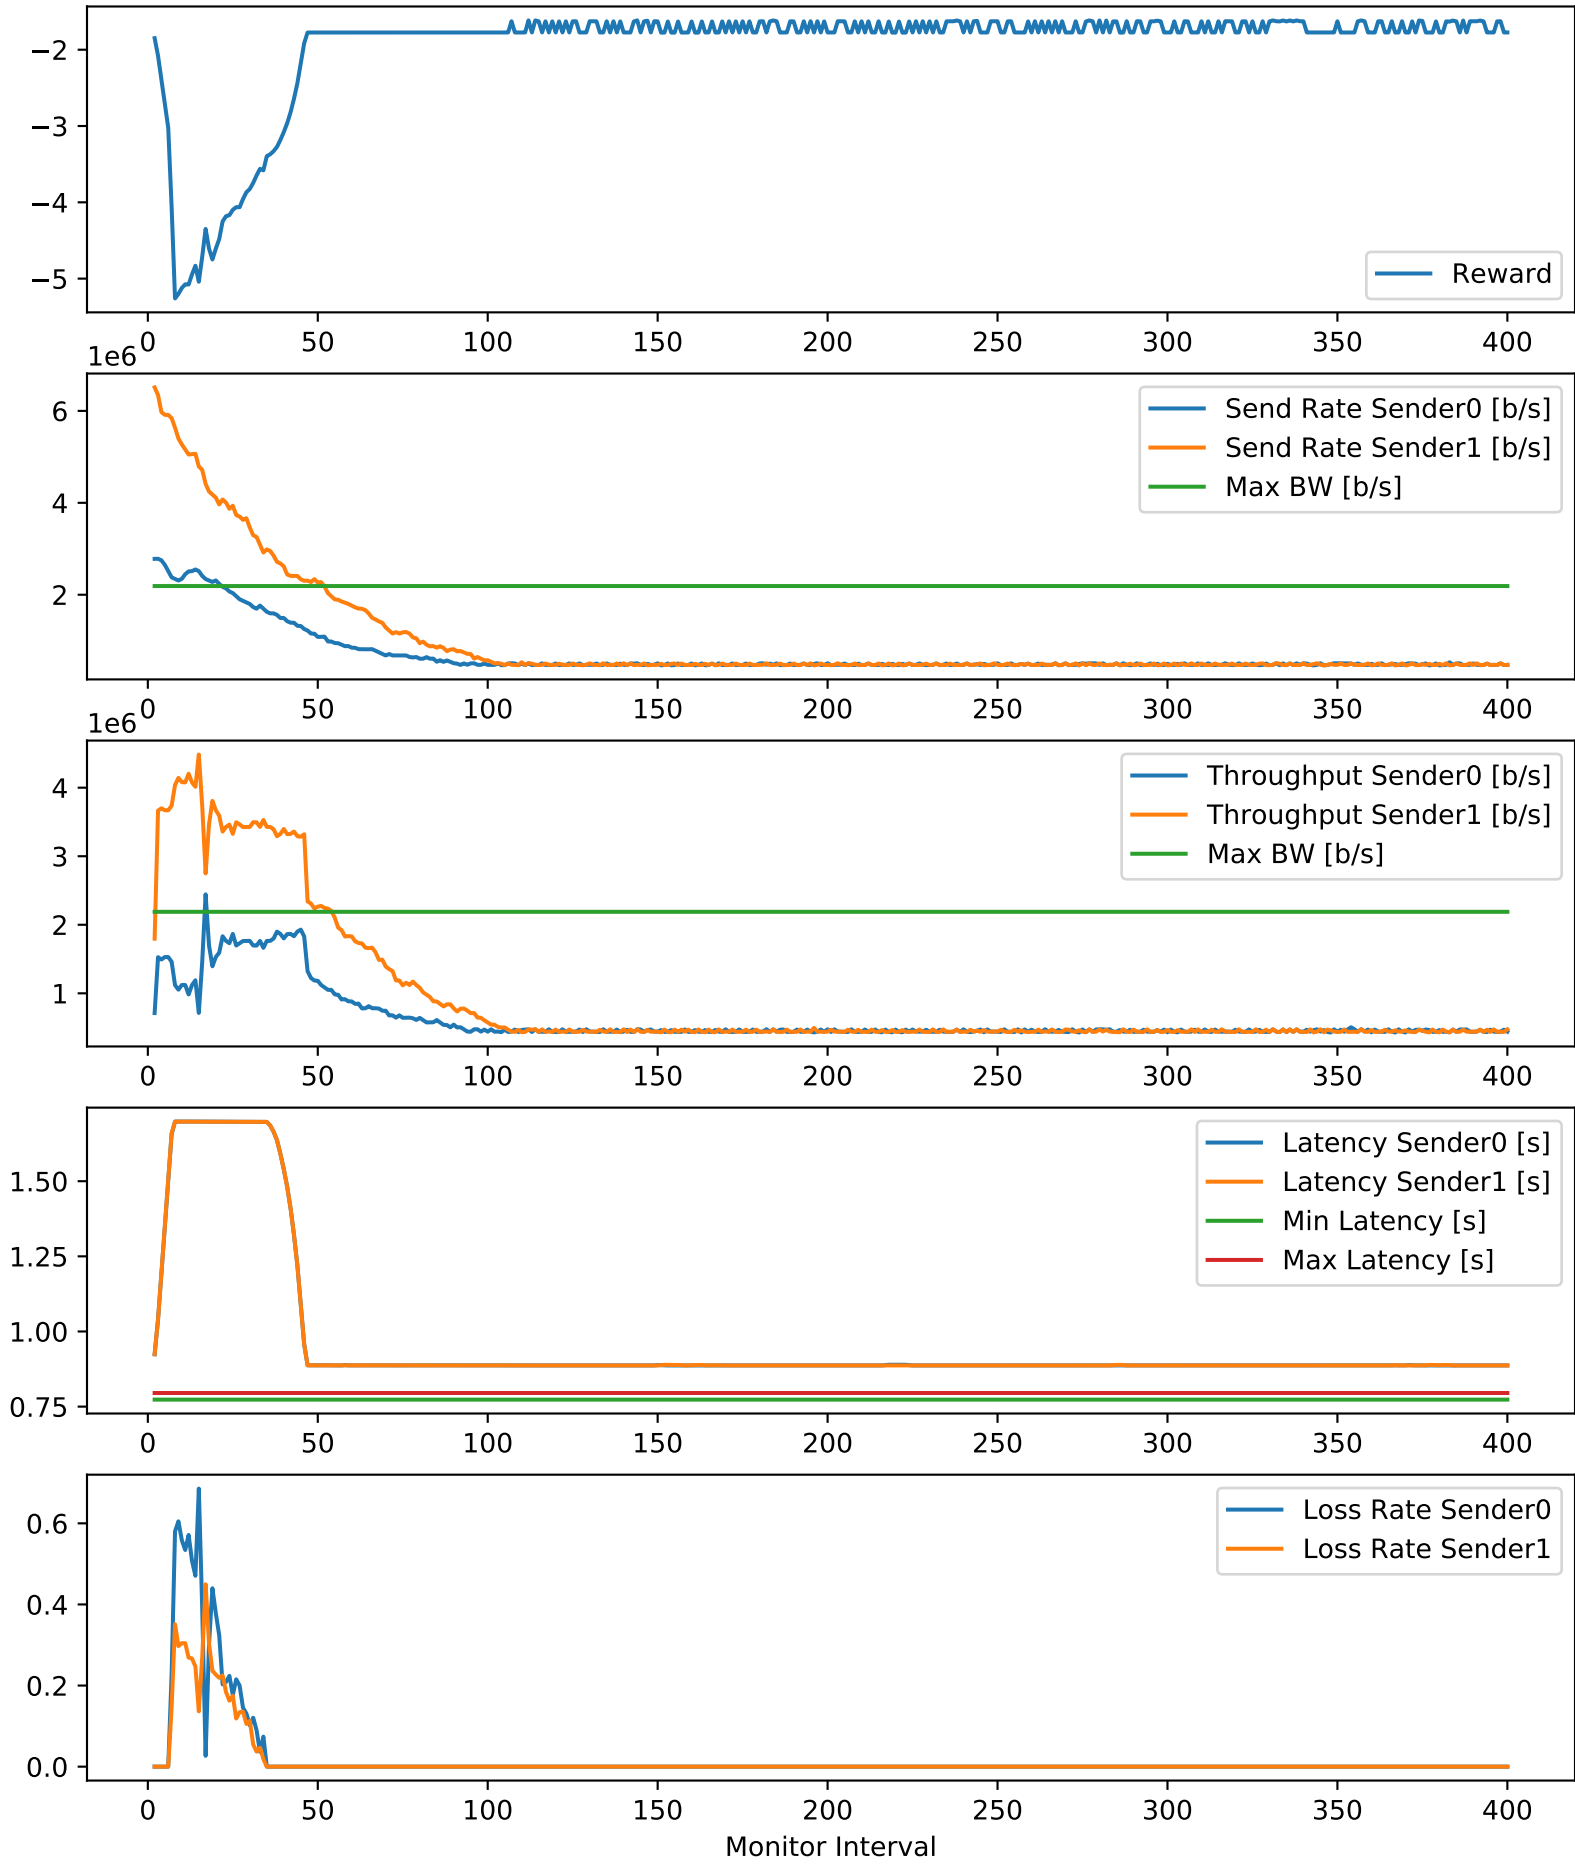 −2
−3
−4
−5
Reward
0 50 100 150 200 250 300 350 400
1e6
6
4
2
Send Rate Sender0 [b/s]
Send Rate Sender1 [b/s]
Max BW [b/s]
0 50 100 150 200 250 300 350 400
1e6
4
3
2
1
Throughput Sender0 [b/s]
Throughput Sender1 [b/s]
Max BW [b/s]
0 50 100 150 200 250 300 350 400
1.50
1.25
1.00
0.75
Latency Sender0 [s]
Latency Sender1 [s]
Min Latency [s]
Max Latency [s]
0 50 100 150 200 250 300 350 400
0.6
0.4
0.2
0.0
Loss Rate Sender0
Loss Rate Sender1
0 50 100 150 200 250 300 350 400
Monitor Interval